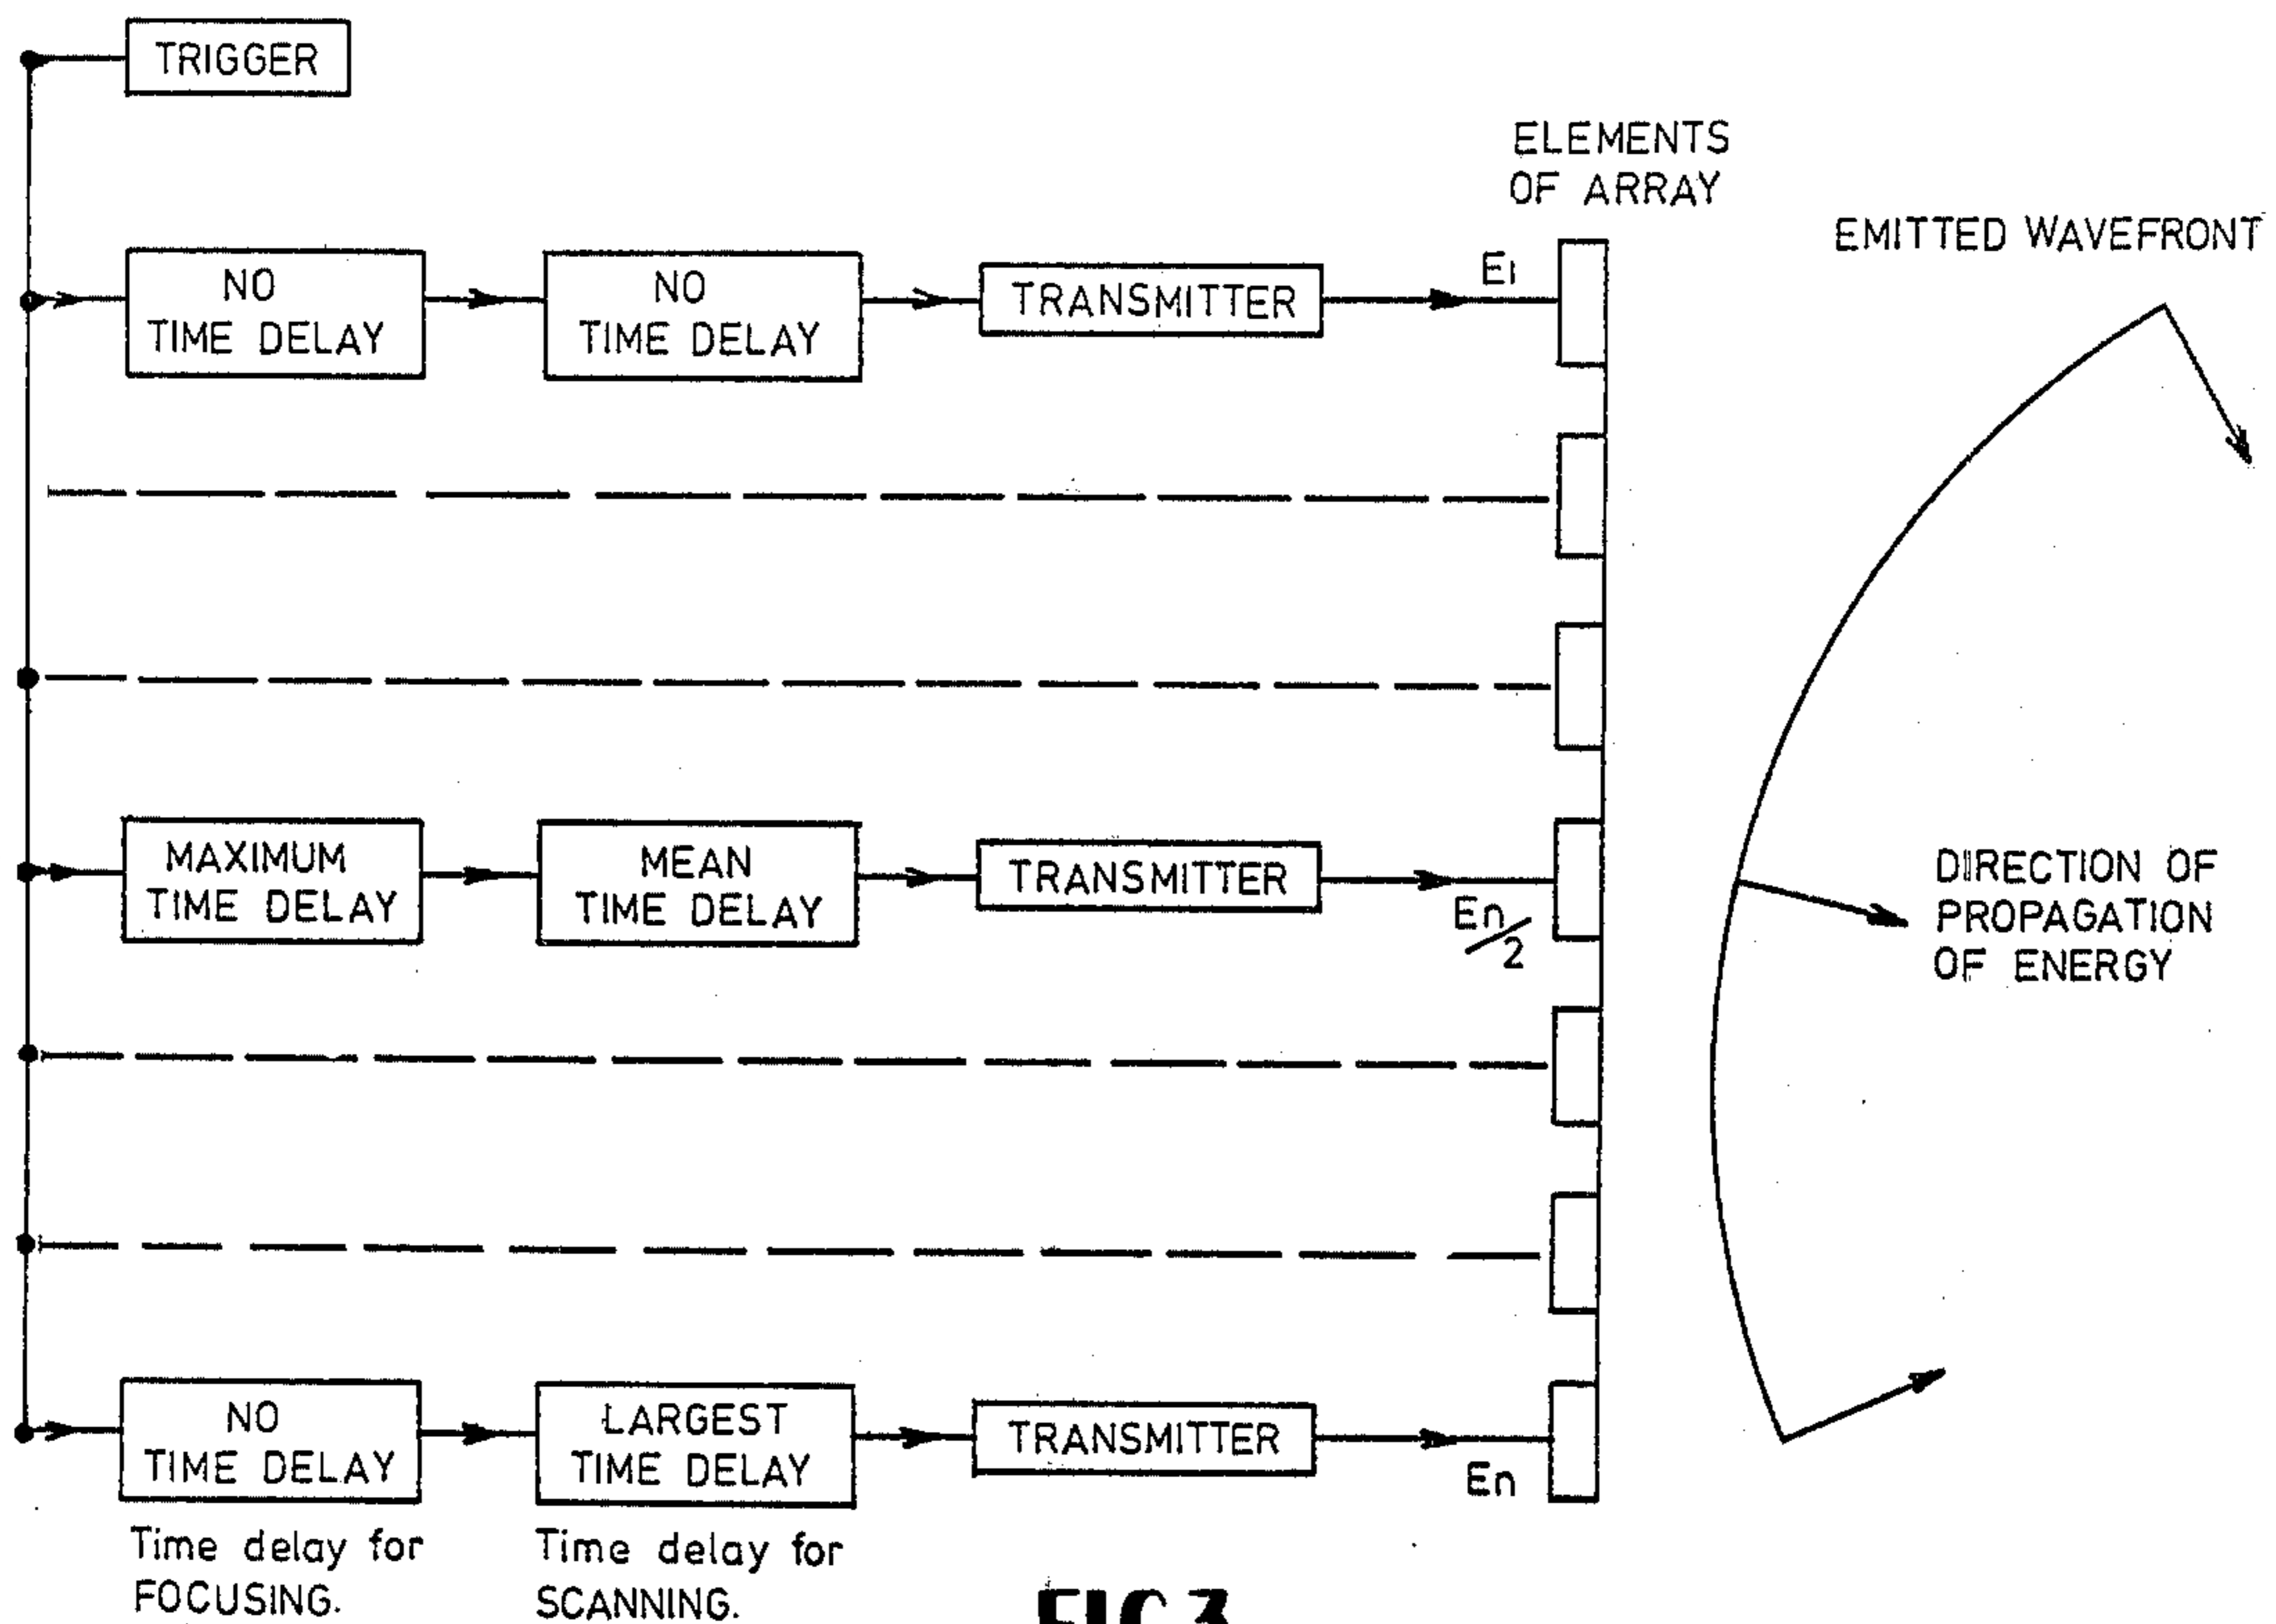 TRIGGER
ELEMENTS
OF ARRAY
EMITTED WAVEFRONT
NO
TIME DELAY
NO
TIME DELAY
TRANSMITTER
E1
MAXIMUM
TIME DELAY
MEAN
TIME DELAY
TRANSMITTER
En/2
DIRECTION OF
PROPAGATION
OF ENERGY
NO
TIME DELAY
LARGEST
TIME DELAY
TRANSMITTER
En
Time delay for
FOCUSING.
Time delay for
SCANNING.
FIG.3